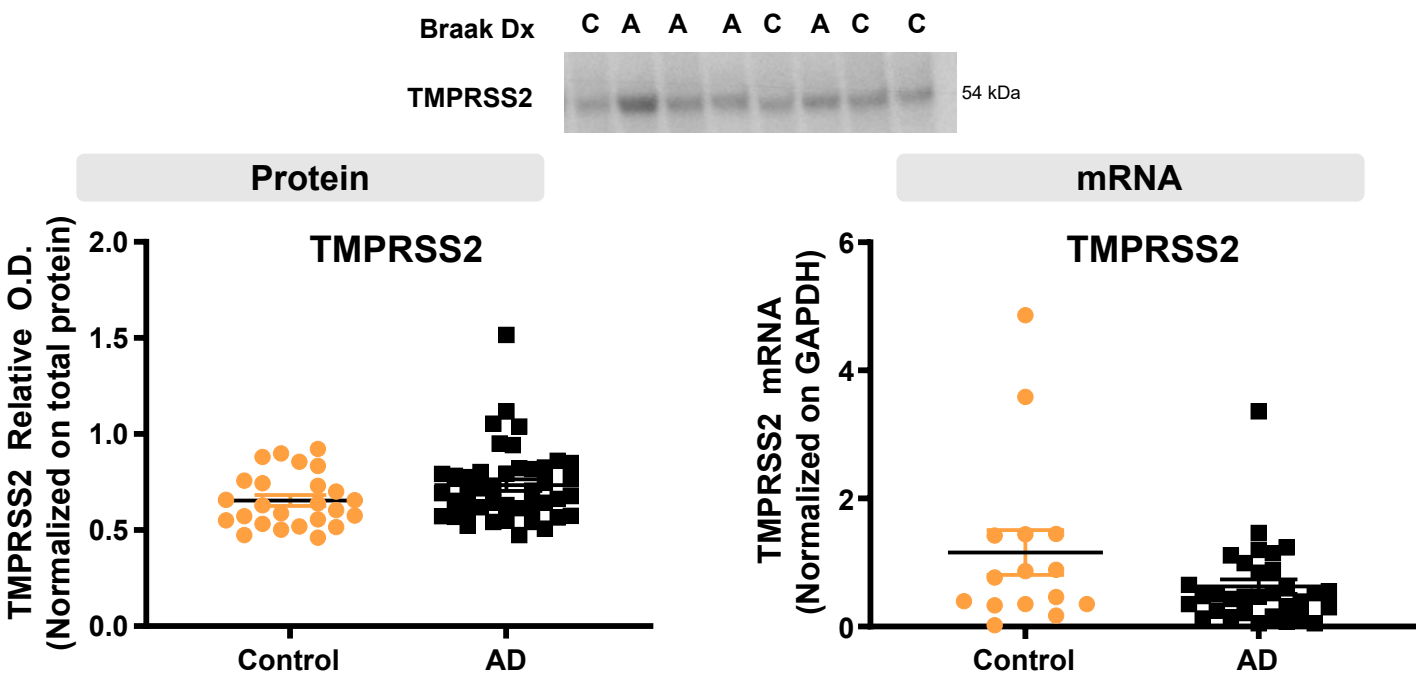 Braak Dx C A A A C A C C
TMPRSS2 54 kDa
Protein
TMPRSS2
TMPRSS2 Relative O.D.
(Normalized on total protein)
2.0
1.5
1.0
0.5
0.0
Control AD
mRNA
TMPRSS2
TMPRSS2 mRNA
(Normalized on GAPDH)
6
4
2
0
Control AD